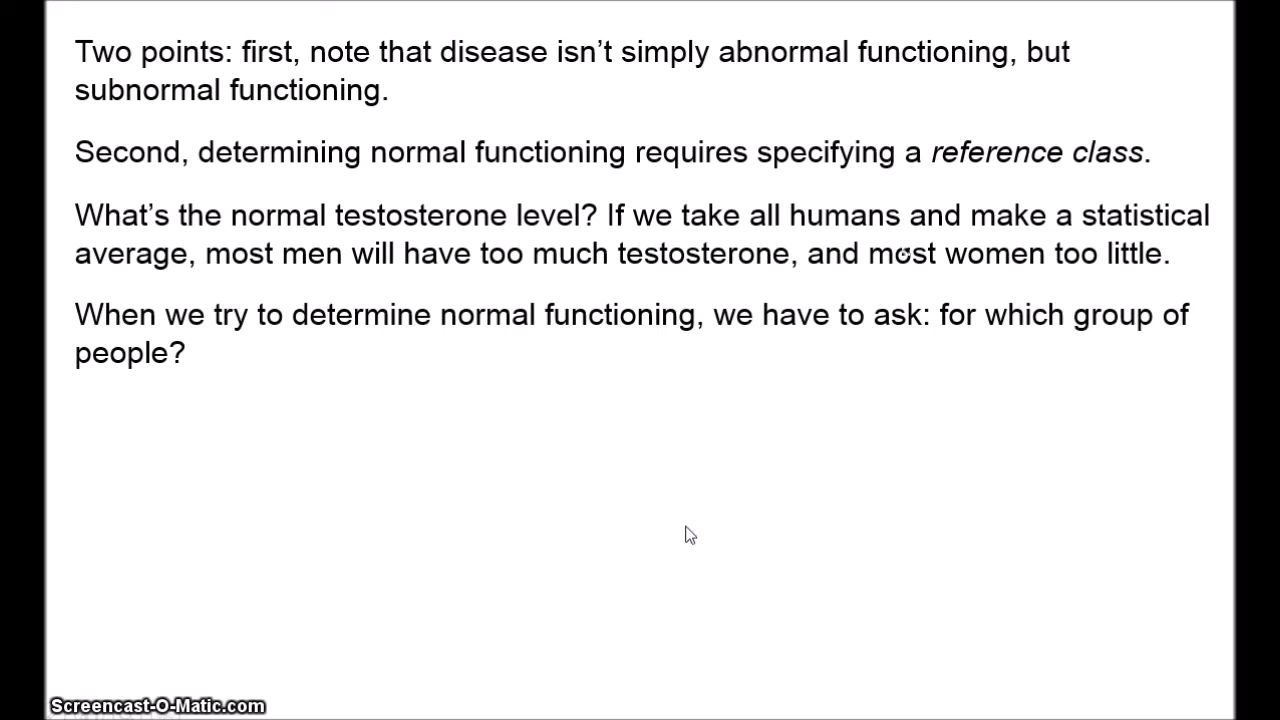 Two points: first, note that disease isn’t simply abnormal functioning, but
subnormal functioning.
Second, determining normal functioning requires specifying a reference class.
What’s the normal testosterone level? If we take all humans and make a statistical
average, most men will have too much testosterone, and most women too little.
When we try to determine normal functioning, we have to ask: for which group of
people?
Screencast-O-Matic.com